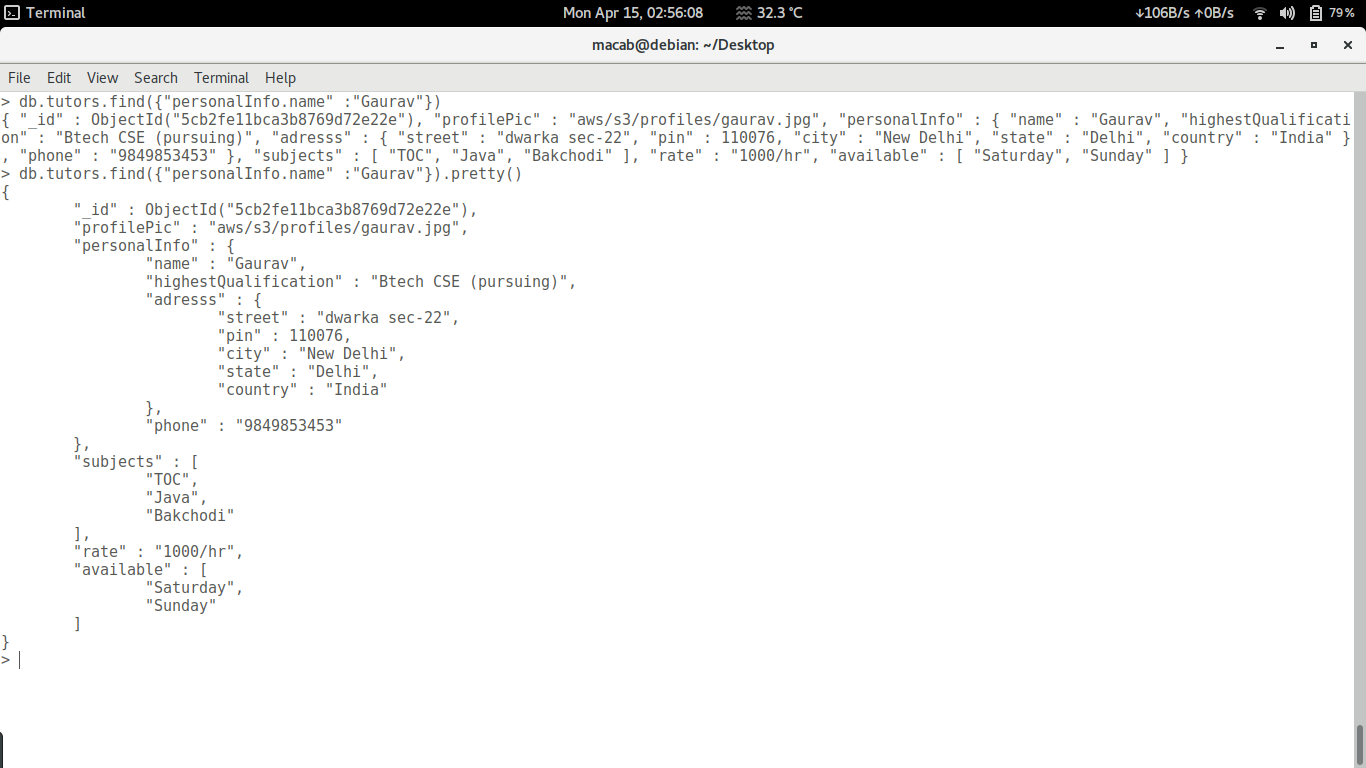 Terminal Mon Apr 15, 02:56:08 32.3 °C ↓106B/s ↑0B/s 79%
macab@debian: ~/Desktop
File Edit View Search Terminal Help
> db.tutors.find({"personalInfo.name" :"Gaurav"})
{ "_id" : ObjectId("5cb2fe11bca3b8769d72e22e"), "profilePic" : "aws/s3/profiles/gaurav.jpg", "personalInfo" : { "name" : "Gaurav", "highestQualificati
on" : "Btech CSE (pursuing)", "adresss" : { "street" : "dwarka sec-22", "pin" : 110076, "city" : "New Delhi", "state" : "Delhi", "country" : "India" }
, "phone" : "9849853453" }, "subjects" : [ "TOC", "Java", "Bakchodi" ], "rate" : "1000/hr", "available" : [ "Saturday", "Sunday" ] }
> db.tutors.find({"personalInfo.name" :"Gaurav"}).pretty()
{
        "_id" : ObjectId("5cb2fe11bca3b8769d72e22e"),
        "profilePic" : "aws/s3/profiles/gaurav.jpg",
        "personalInfo" : {
                "name" : "Gaurav",
                "highestQualification" : "Btech CSE (pursuing)",
                "adresss" : {
                        "street" : "dwarka sec-22",
                        "pin" : 110076,
                        "city" : "New Delhi",
                        "state" : "Delhi",
                        "country" : "India"
                },
                "phone" : "9849853453"
        },
        "subjects" : [
                "TOC",
                "Java",
                "Bakchodi"
        ],
        "rate" : "1000/hr",
        "available" : [
                "Saturday",
                "Sunday"
        ]
}
>